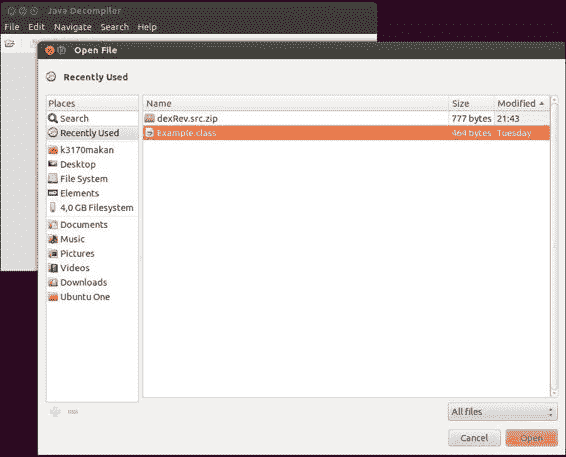 Java Decompiler
File Edit Navigate Search Help
Open File
Recently Used
Places
Name Size Modified
Search
dexRev.src.zip 777 bytes 21:43
Recently Used
Example.class 464 bytes Tuesday
k3170makan
Desktop
File System
Elements
4,0 GB Filesystem
Documents
Music
Pictures
Videos
Downloads
Ubuntu One
All files
Cancel Open